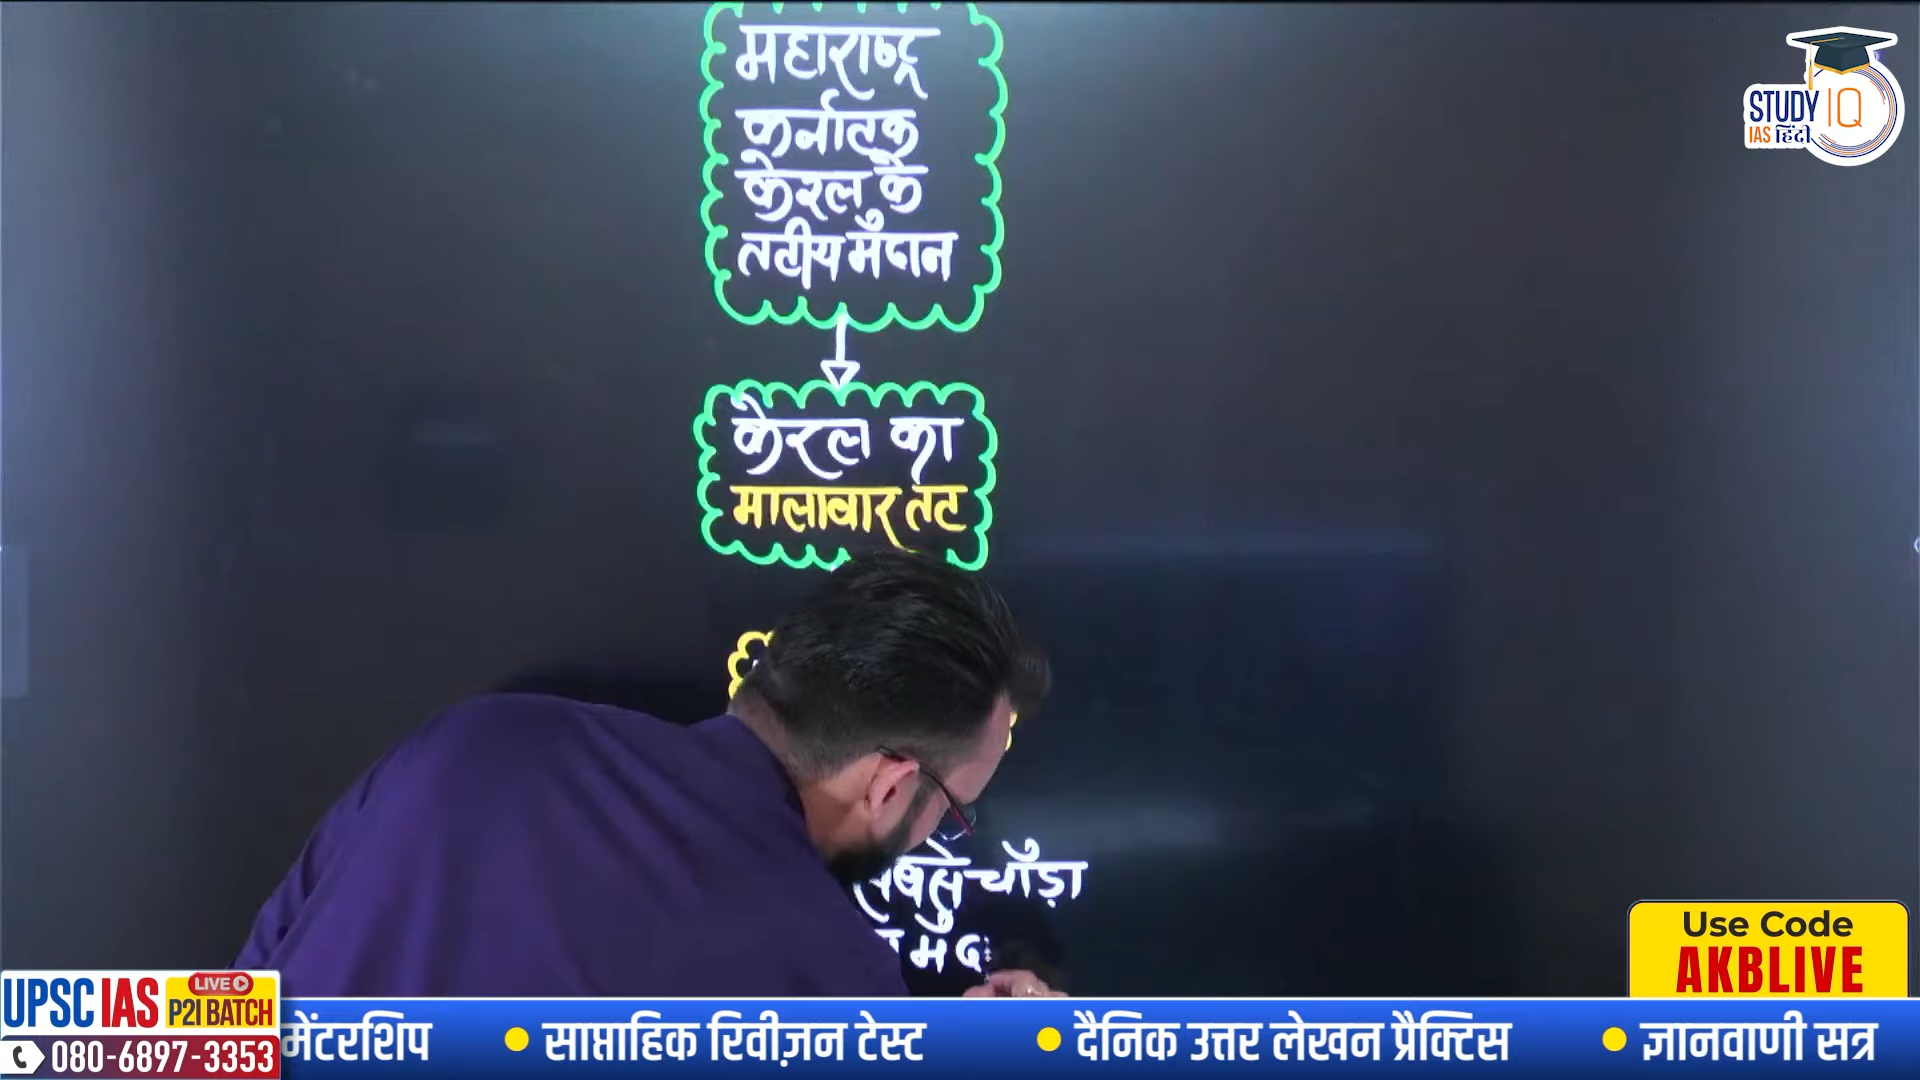 महाराष्ट्र
कर्नाटक
केरल के
तटीय मैदान
केरल का
मालावार तट
चौड़ा
STUDY IQ
IAS हिंदी
Use Code
AKBLIVE
UPSC IAS LIVE P2I BATCH
080-6897-3353
मेंटरशिप • साप्ताहिक रिवीज़न टेस्ट • दैनिक उत्तर लेखन प्रैक्टिस • ज्ञानवाणी सत्र